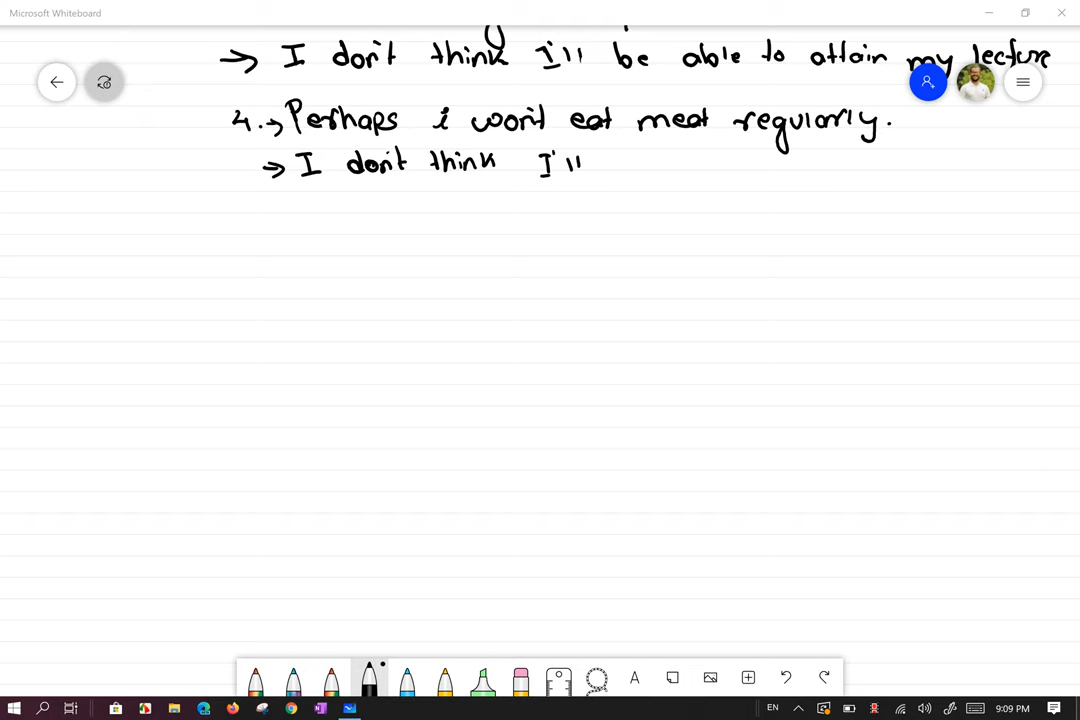 Microsoft Whiteboard
→ I don't think I'll be able to attain my lecture
4. → Perhaps i won't eat meat regularly.
→ I don't think I'll
A
EN
9:09 PM